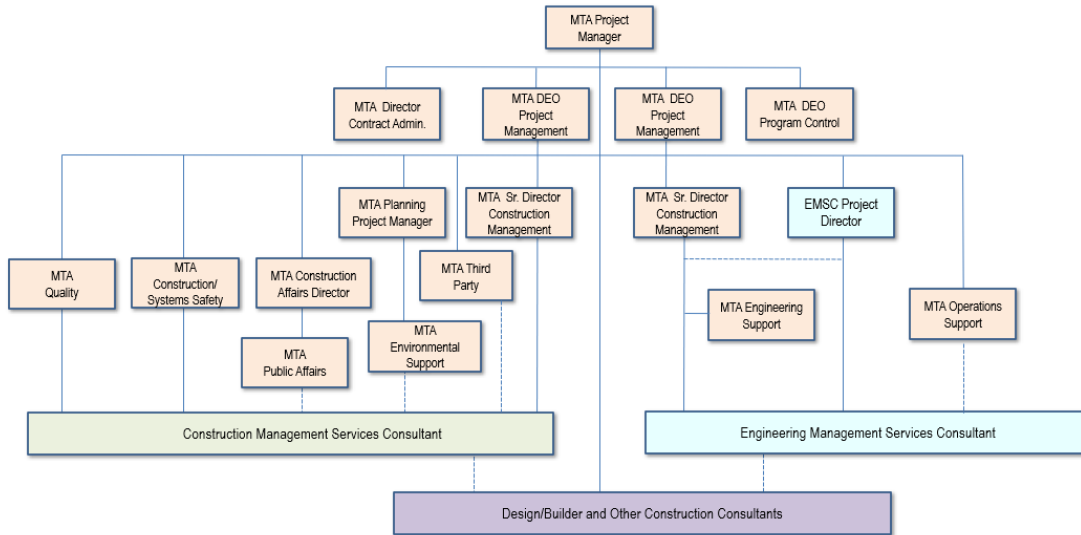 MTA Project
Manager
MTA Director
Contract Admin.
MTA DEO
Project
Management
MTA DEO
Project
Management
MTA DEO
Program Control
MTA Planning
Project Manager
MTA Sr. Director
Construction
Management
MTA Sr. Director
Construction
Management
EMSC Project
Director
MTA
Quality
MTA
Construction/
Systems Safety
MTA Construction
Affairs Director
MTA Third
Party
MTA Engineering
Support
MTA Operations
Support
MTA
Public Affairs
MTA
Environmental
Support
Construction Management Services Consultant
Engineering Management Services Consultant
Design/Builder and Other Construction Consultants